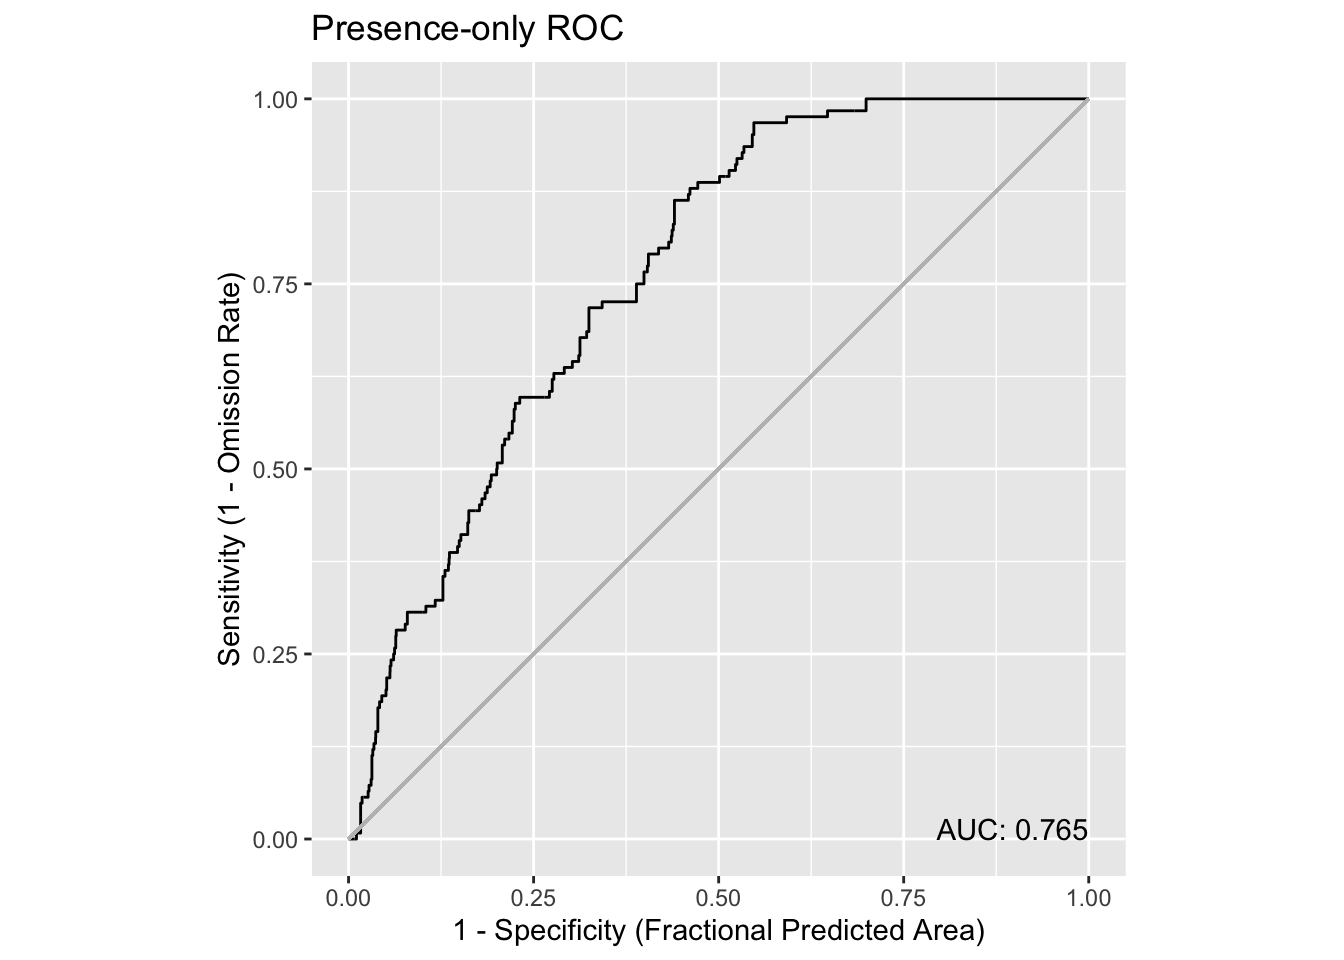 Presence-only ROC
Sensitivity (1 - Omission Rate)
1.00
0.75
0.50
0.25
0.00
AUC: 0.765
0.00 0.25 0.50 0.75 1.00
1 - Specificity (Fractional Predicted Area)